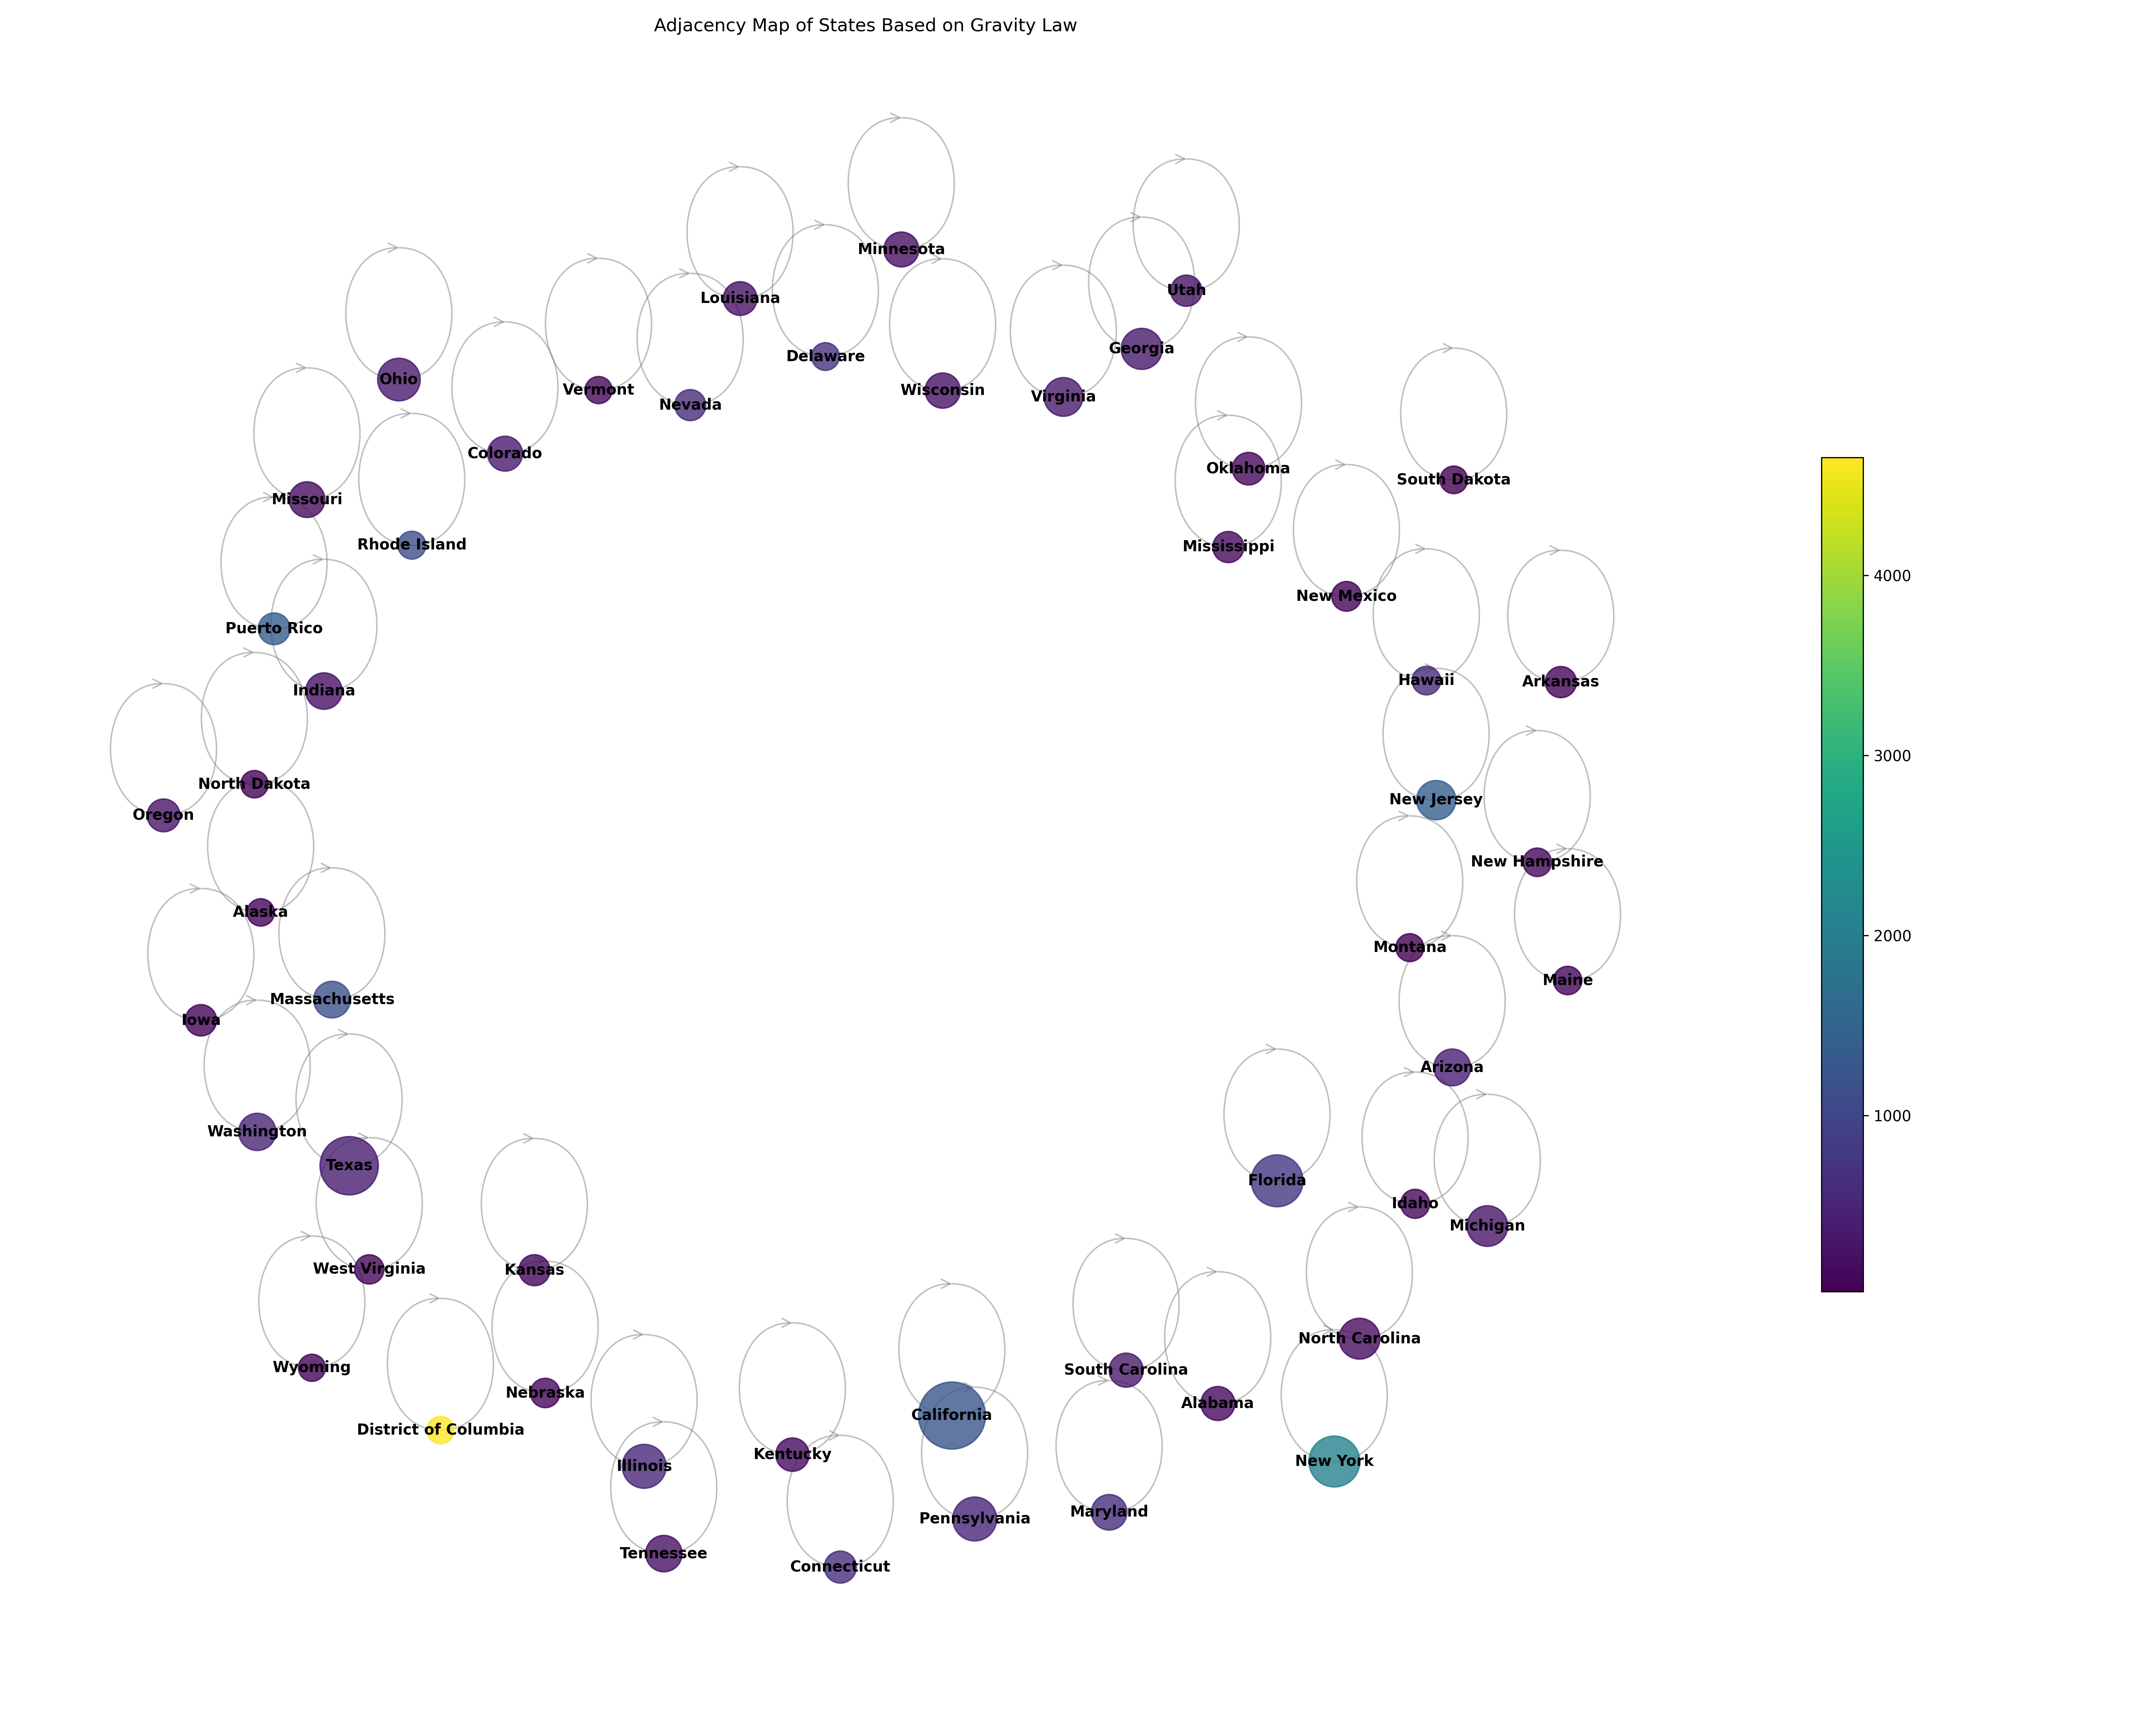 Adjacency Map of States Based on Gravity Law
Minnesota
Utah
Louisiana
Georgia
Delaware
Ohio
Vermont
Wisconsin
Virginia
Nevada
Colorado
Oklahoma
South Dakota
Missouri
Rhode Island
Mississippi
New Mexico
Puerto Rico
Hawaii
Arkansas
Indiana
North Dakota
New Jersey
Oregon
New Hampshire
Alaska
Montana
Maine
Massachusetts
Iowa
Arizona
Washington
Texas
Florida
Idaho
Michigan
West Virginia
Kansas
North Carolina
Wyoming
South Carolina
Nebraska
Alabama
California
District of Columbia
Kentucky
New York
Illinois
Maryland
Pennsylvania
Tennessee
Connecticut
4000
3000
2000
1000